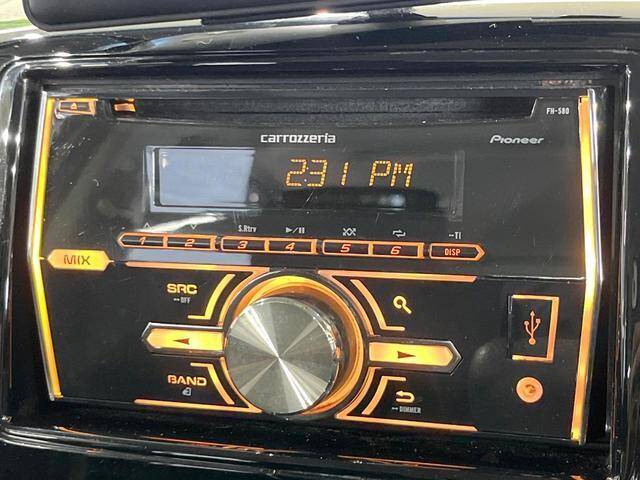 FH-580
carrozzeria
Pioneer
2:31 PM
S.Rtrv
TI
1 2 3 4 5 6 DISP
MIX
SRC
OFF
BAND
DIMMER